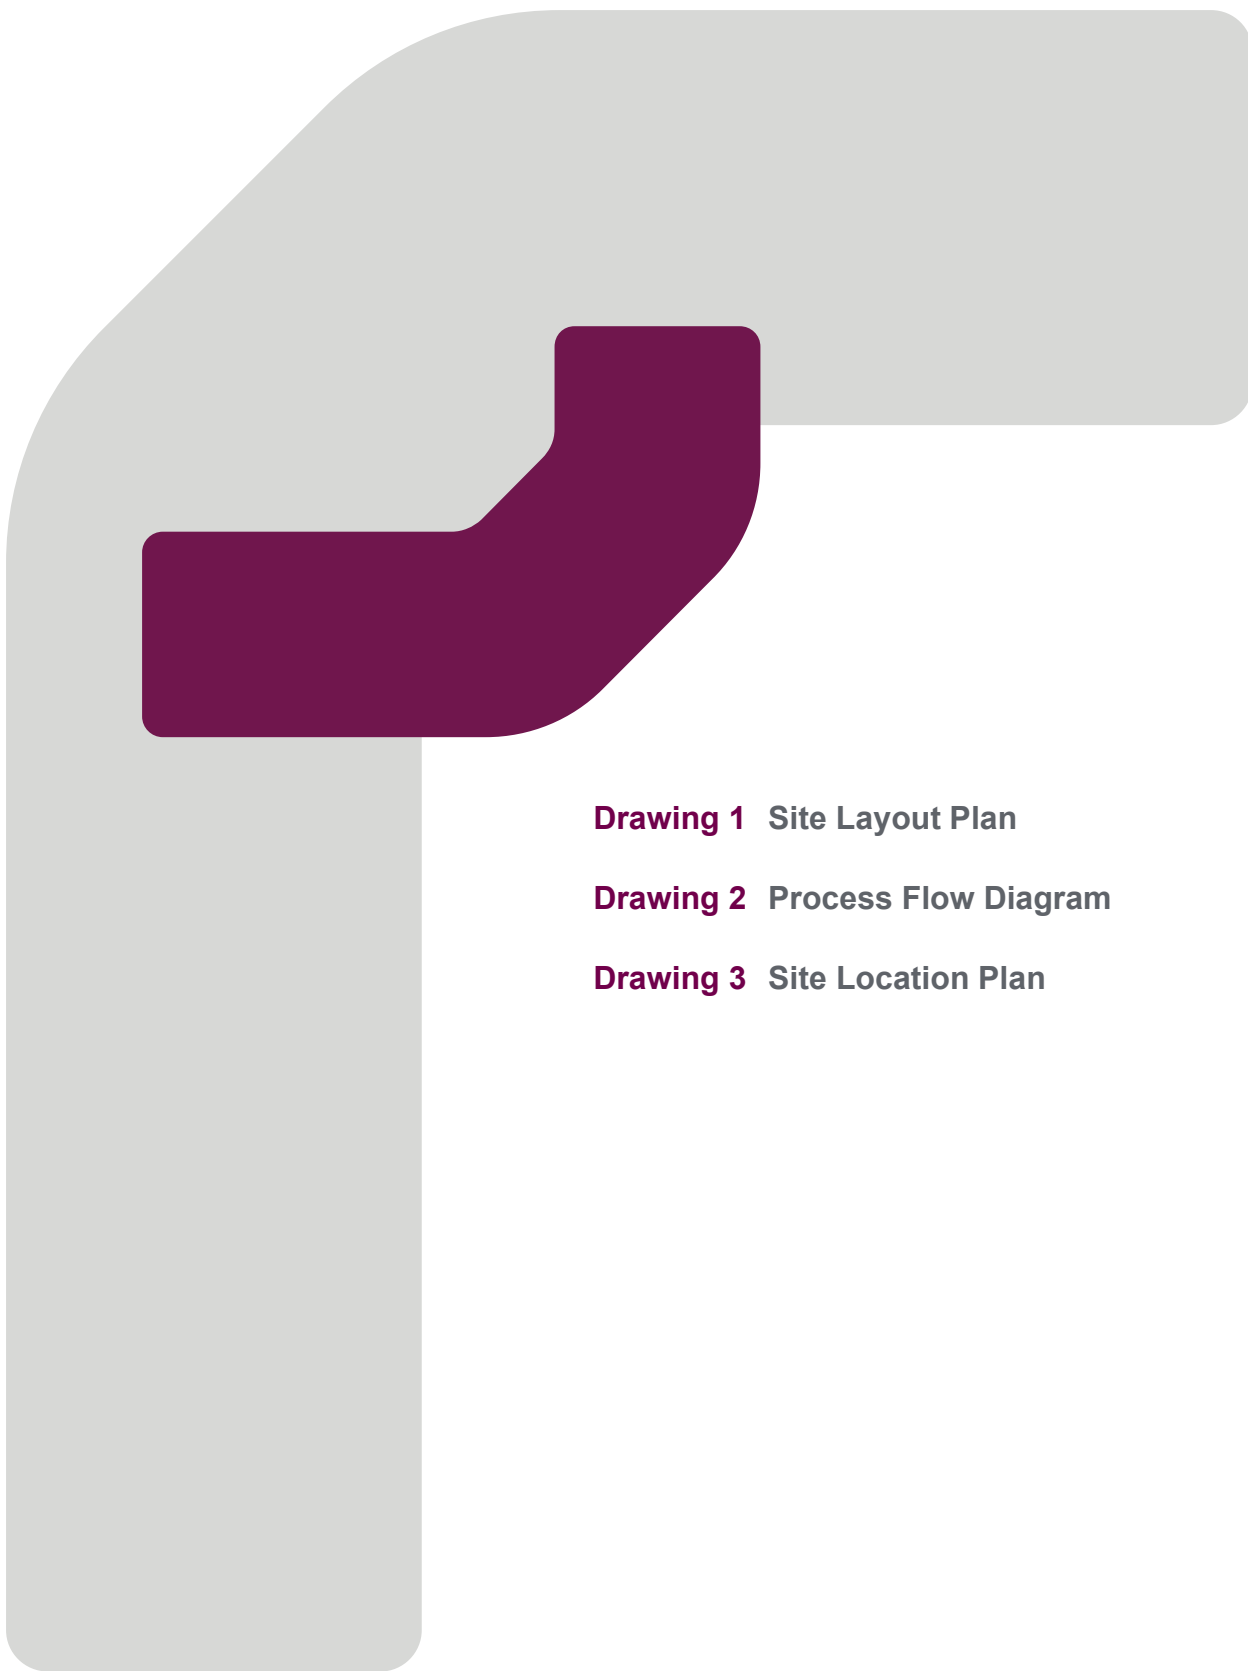 Drawing 1 Site Layout Plan
Drawing 2 Process Flow Diagram
Drawing 3 Site Location Plan